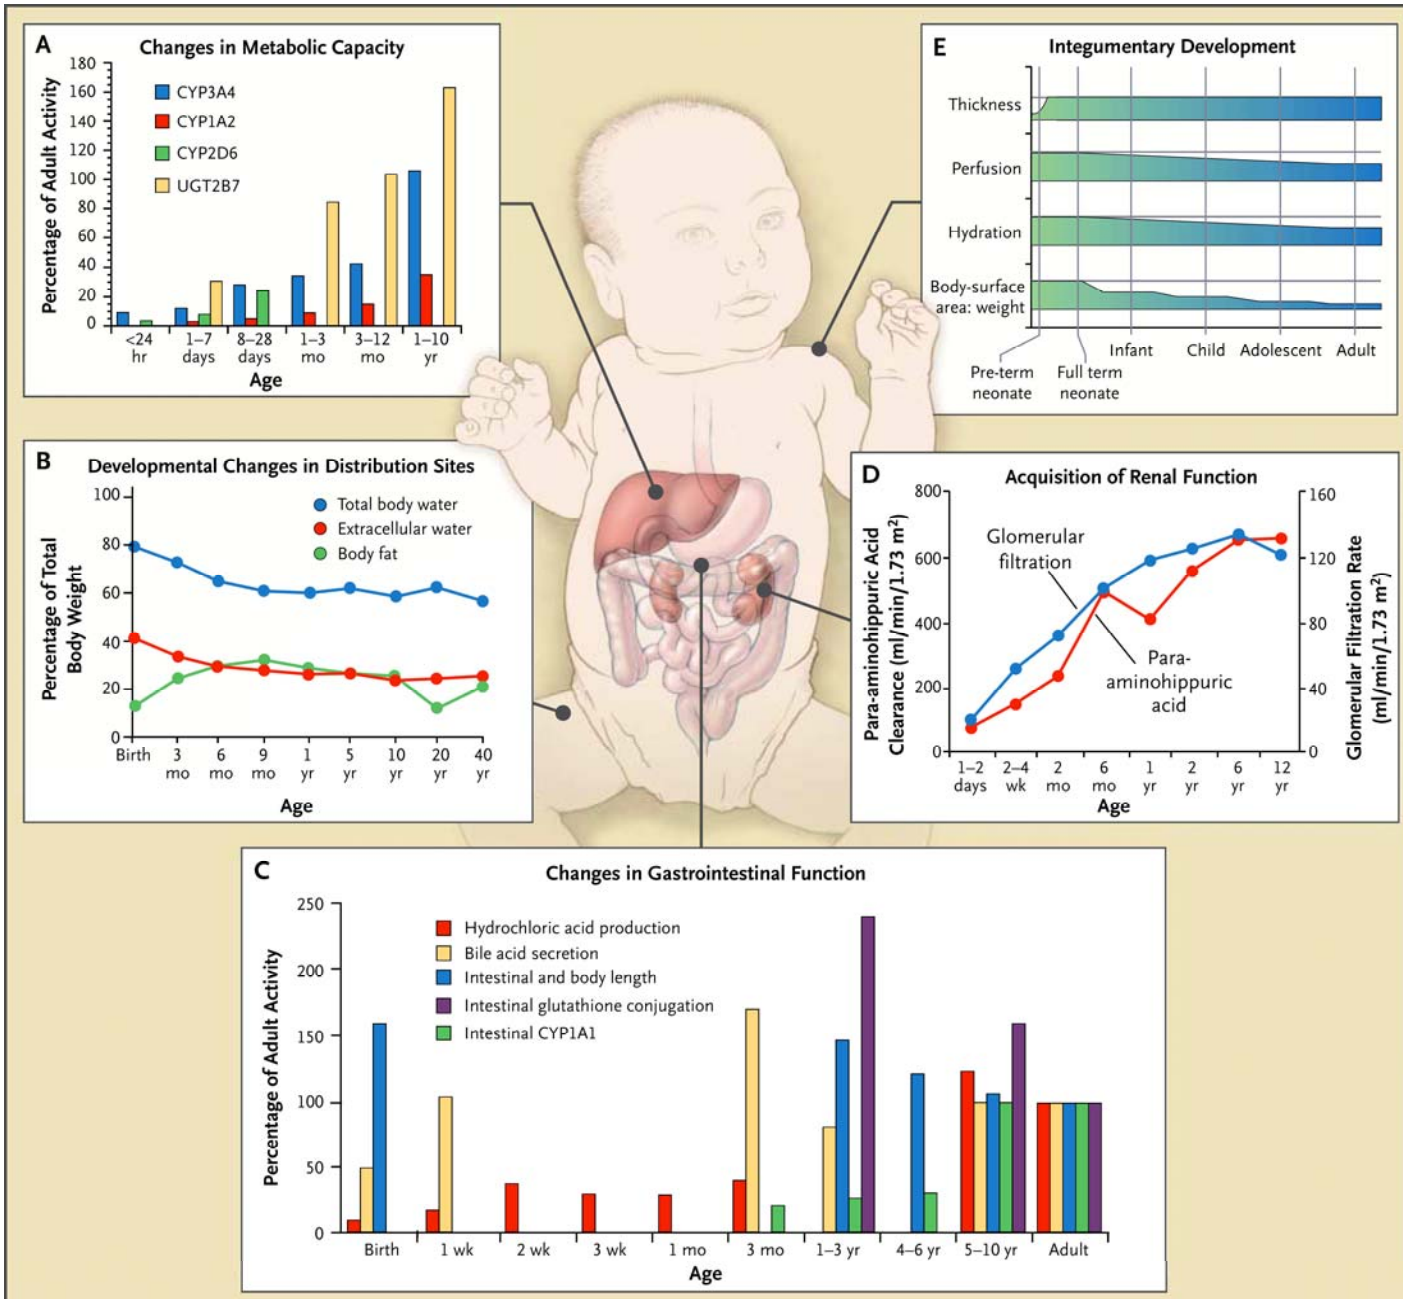 A
Changes in Metabolic Capacity
Percentage of Adult Activity
180
160
140
120
100
80
60
40
20
0
CYP3A4
CYP1A2
CYP2D6
UGT2B7
<24 hr
1–7 days
8–28 days
1–3 mo
3–12 mo
1–10 yr
Age
E
Integumentary Development
Thickness
Perfusion
Hydration
Body-surface
area: weight
Pre-term
neonate
Full term
neonate
Infant
Child
Adolescent
Adult
B
Developmental Changes in Distribution Sites
Percentage of Total
Body Weight
100
80
60
40
20
0
Total body water
Extracellular water
Body fat
Birth
3 mo
6 mo
9 mo
1 yr
5 yr
10 yr
20 yr
40 yr
Age
D
Acquisition of Renal Function
Para-aminohippuric Acid
Clearance (ml/min/1.73 m²)
800
600
400
200
0
Glomerular
filtration
Para-
aminohippuric
acid
160
120
80
40
0
Glomerular Filtration Rate
(ml/min/1.73 m²)
1–2 days
2–4 wk
2 mo
6 mo
1 yr
2 yr
6 yr
12 yr
Age
C
Changes in Gastrointestinal Function
Percentage of Adult Activity
250
200
150
100
50
0
Hydrochloric acid production
Bile acid secretion
Intestinal and body length
Intestinal glutathione conjugation
Intestinal CYP1A1
Birth
1 wk
2 wk
3 wk
1 mo
3 mo
1–3 yr
4–6 yr
5–10 yr
Adult
Age